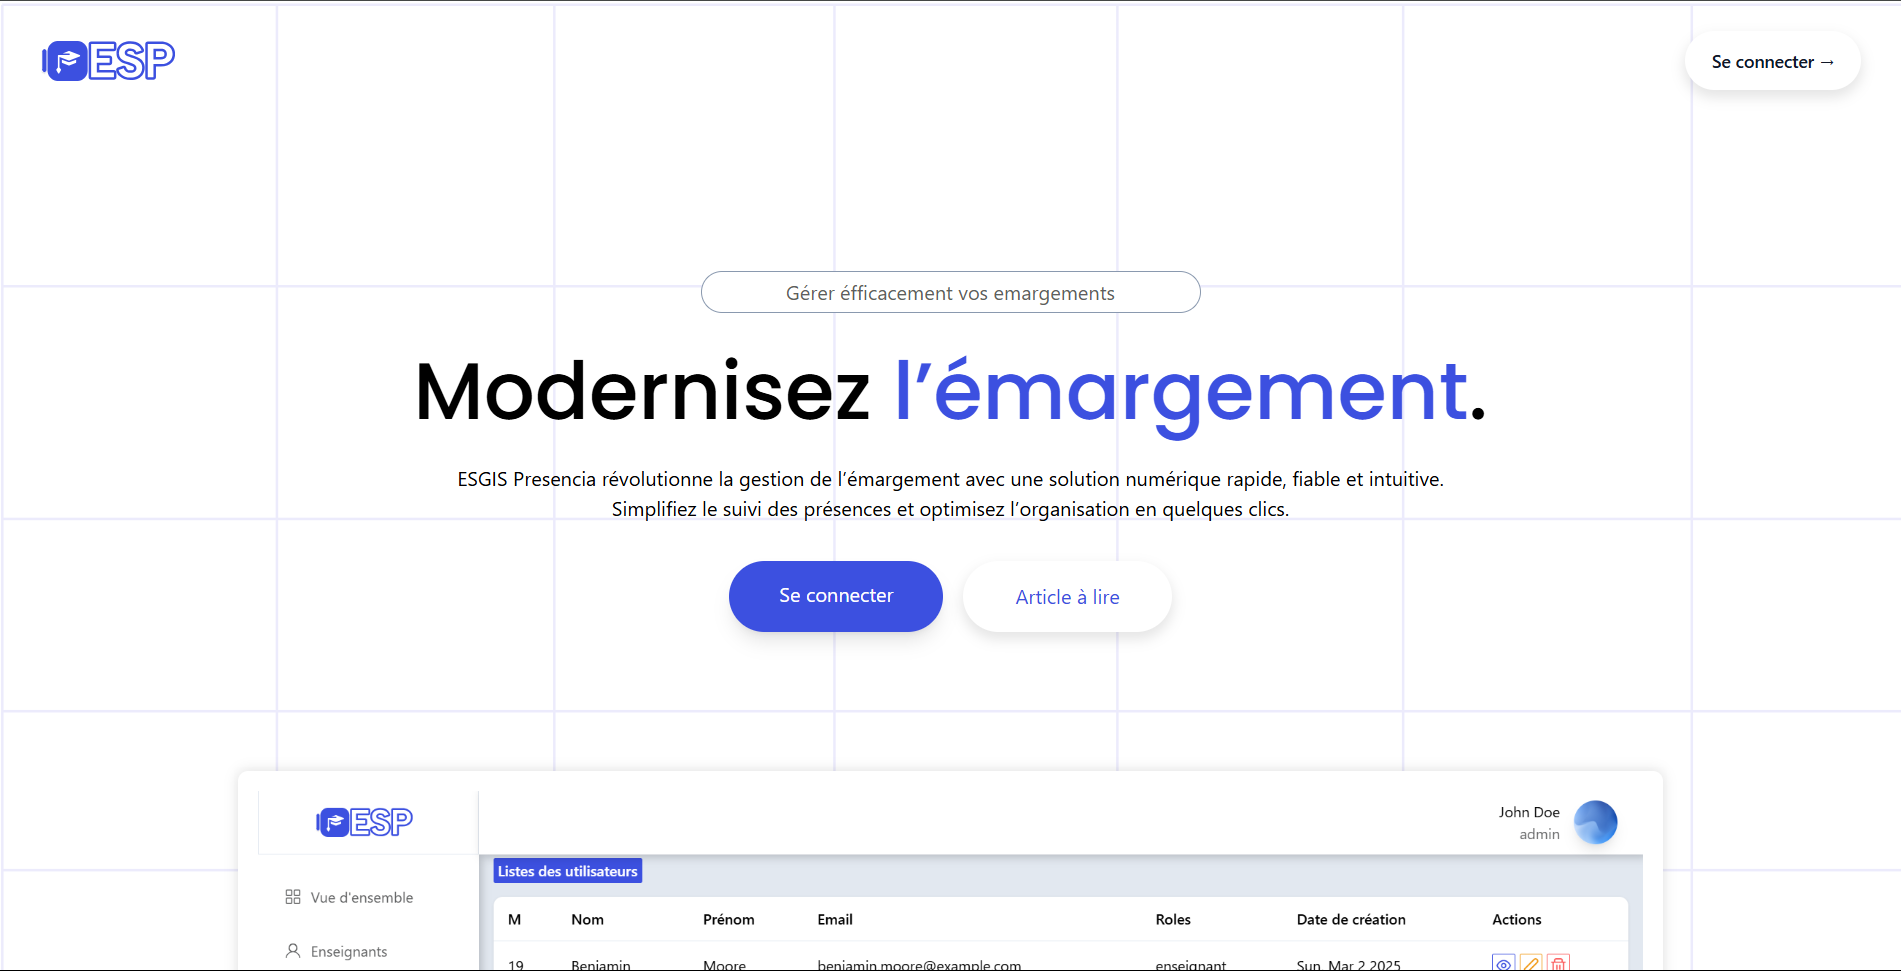 ESP
Se connecter →
Gérer éfficacement vos emargements
Modernisez l’émargement.
ESGIS Presencia révolutionne la gestion de l’émargement avec une solution numérique rapide, fiable et intuitive.
Simplifiez le suivi des présences et optimisez l’organisation en quelques clics.
Se connecter
Article à lire
ESP
John Doe
admin
Listes des utilisateurs
Vue d'ensemble
M Nom Prénom Email Roles Date de création Actions
Enseignants
19 Benjamin Moore benjamin.moore@example.com enseignant Sun, Mar 2 2025